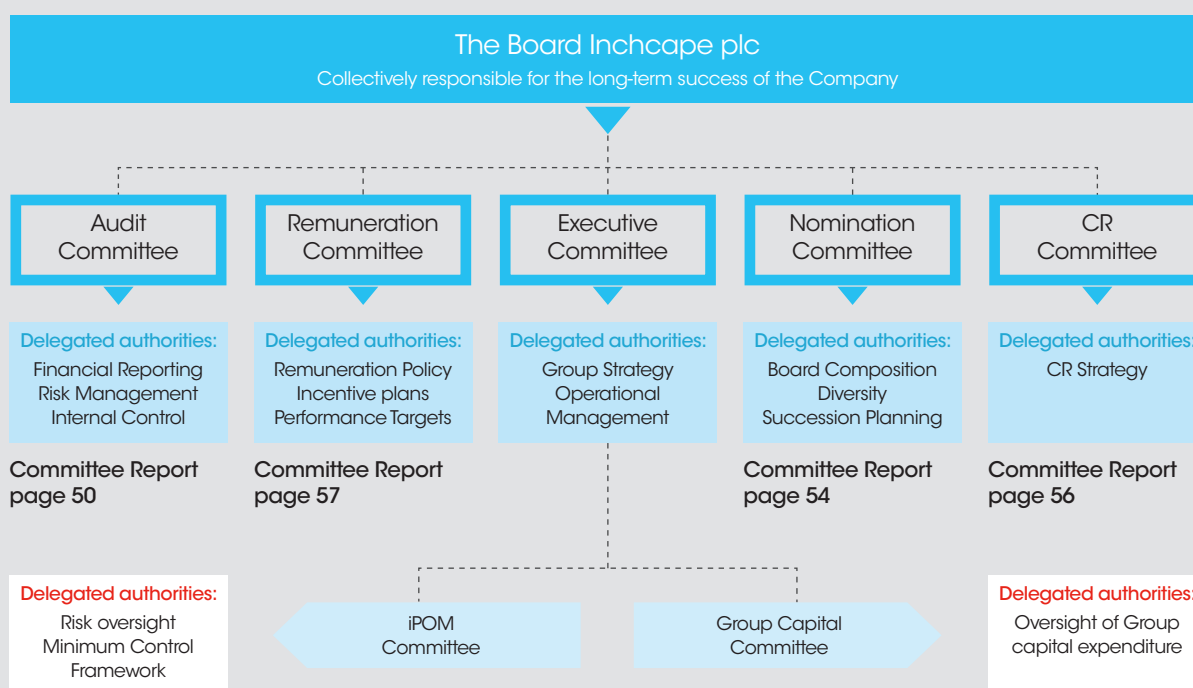 The Board Inchcape plc
Collectively responsible for the long-term success of the Company
Audit
Committee
Remuneration
Committee
Executive
Committee
Nomination
Committee
CR
Committee
Delegated authorities:
Financial Reporting
Risk Management
Internal Control
Delegated authorities:
Remuneration Policy
Incentive plans
Performance Targets
Delegated authorities:
Group Strategy
Operational
Management
Delegated authorities:
Board Composition
Diversity
Succession Planning
Delegated authorities:
CR Strategy
Committee Report
page 50
Committee Report
page 57
Committee Report
page 54
Committee Report
page 56
Delegated authorities:
Risk oversight
Minimum Control
Framework
iPOM
Committee
Group Capital
Committee
Delegated authorities:
Oversight of Group
capital expenditure